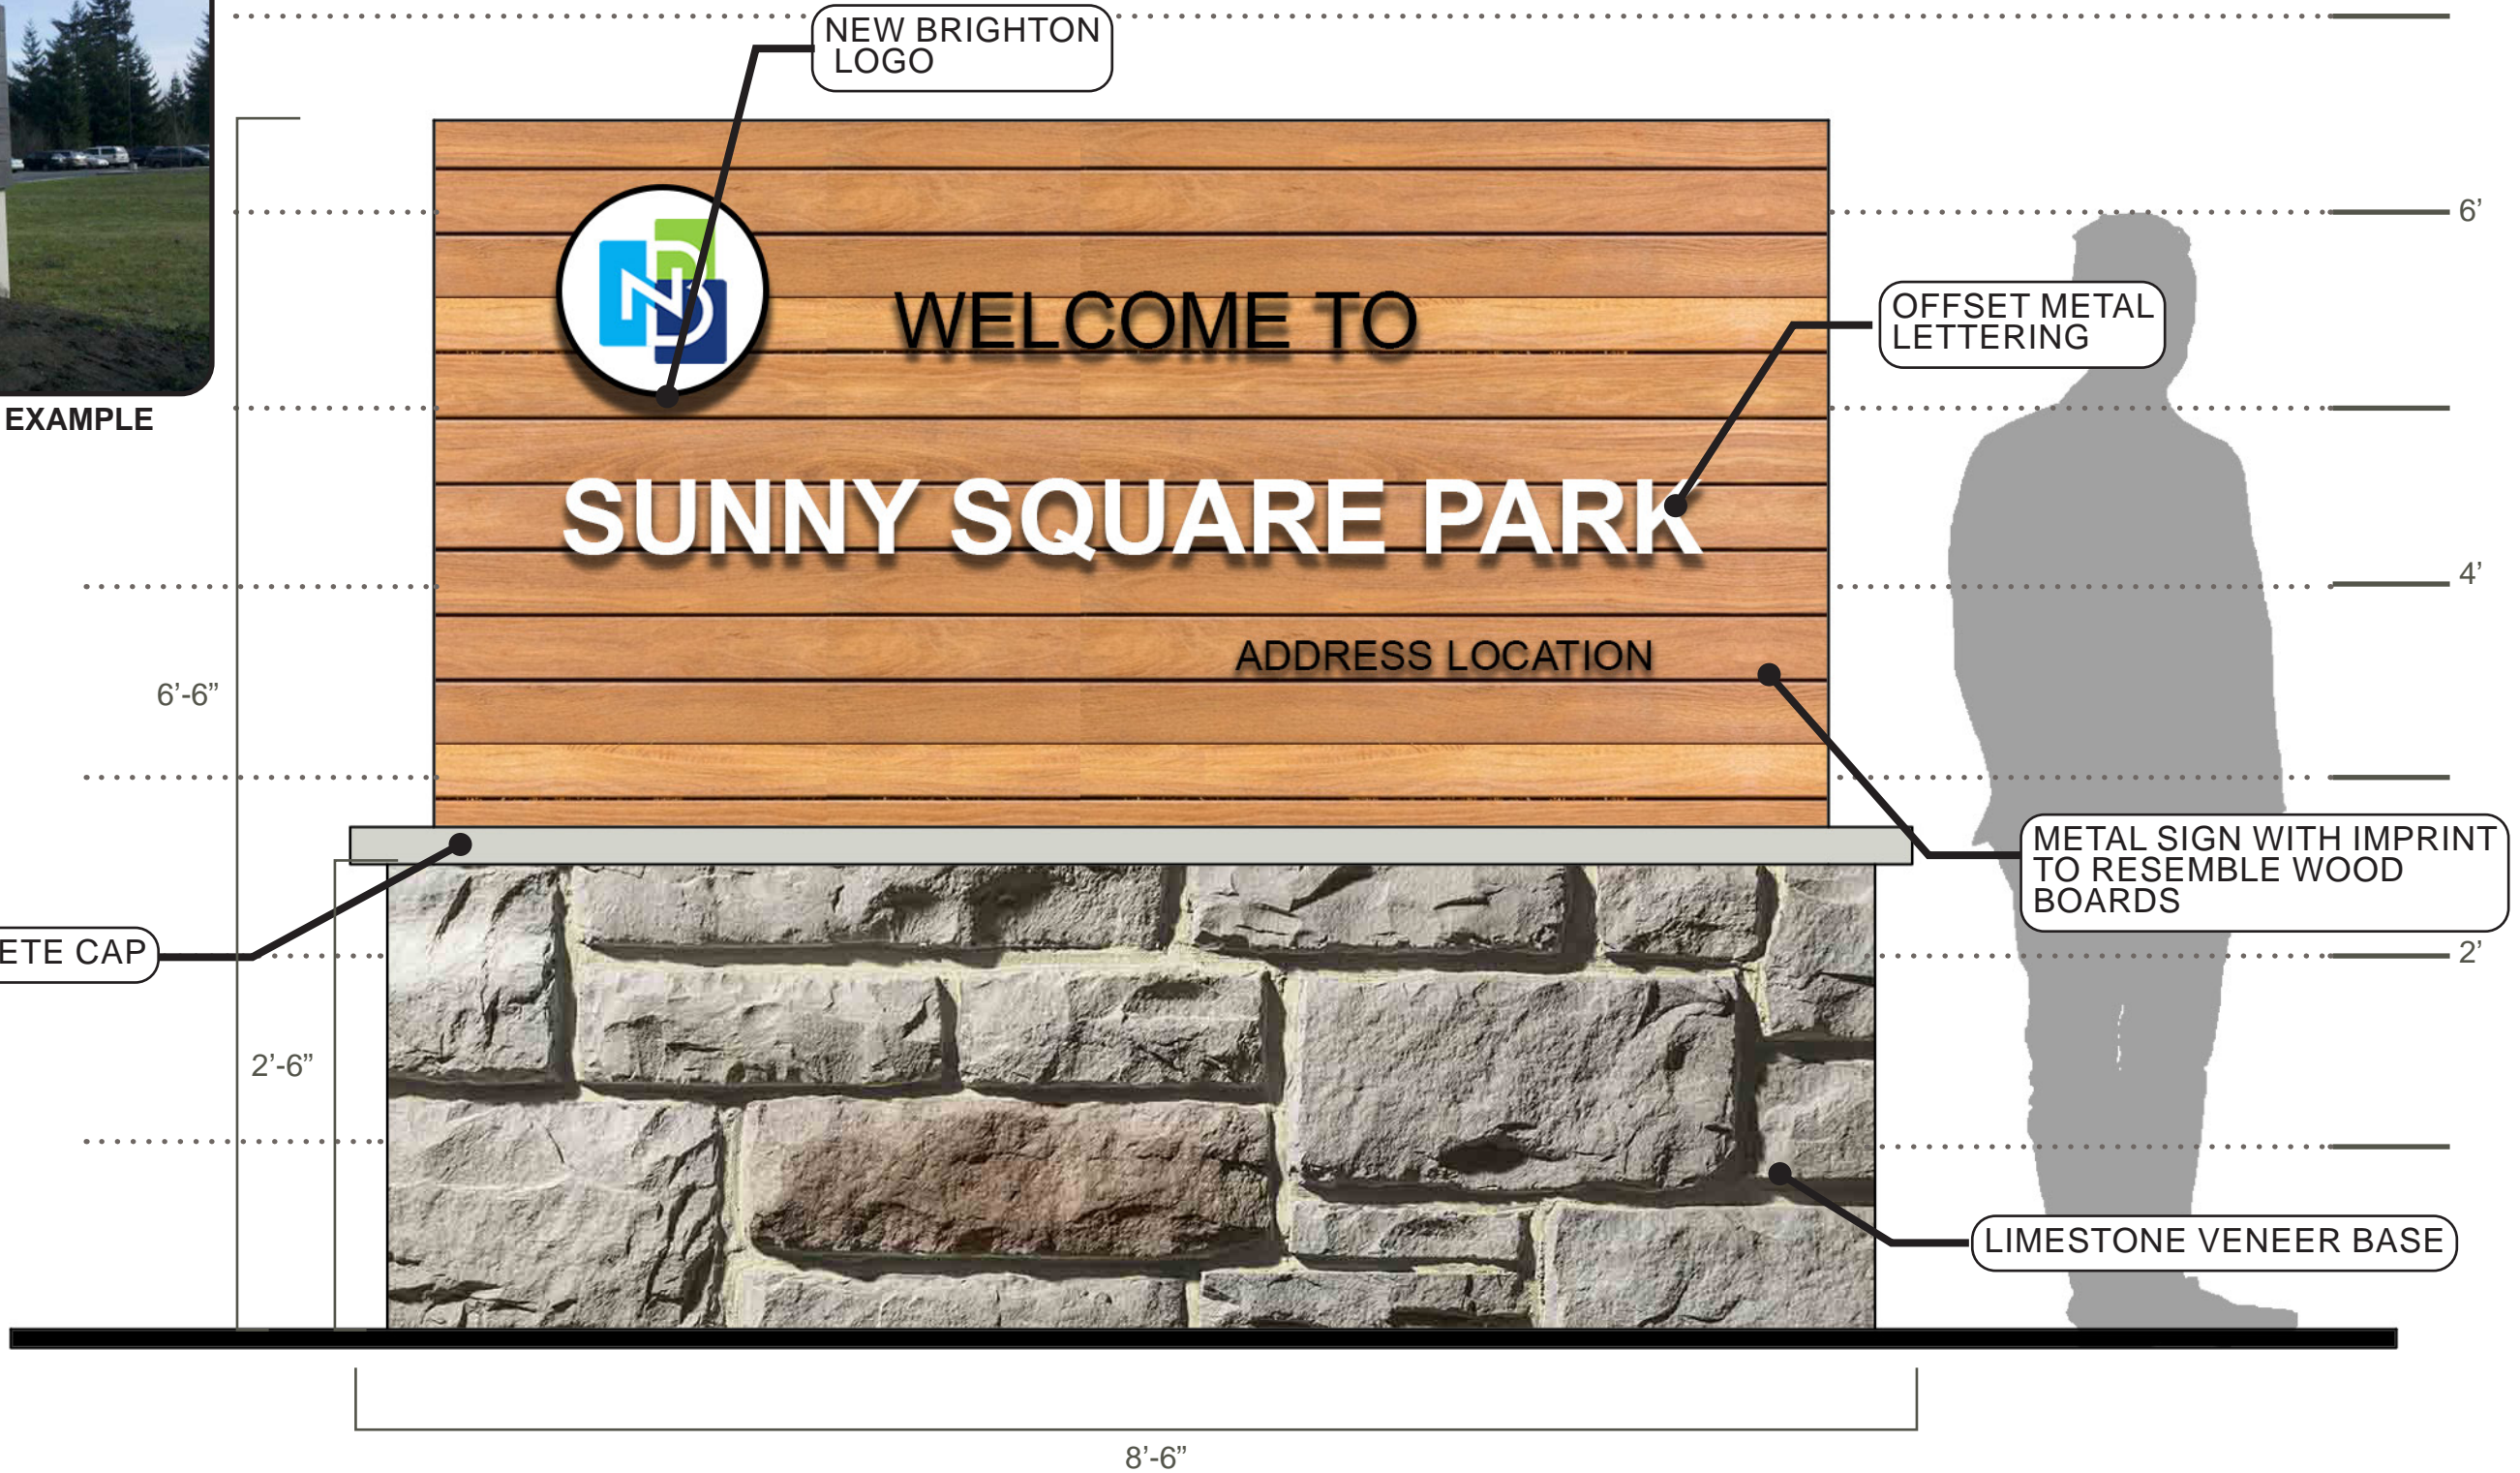 NEW BRIGHTON
LOGO
6’
WELCOME TO
OFFSET METAL
LETTERING
EXAMPLE
SUNNY SQUARE PARK
4’
ADDRESS LOCATION
6’-6”
METAL SIGN WITH IMPRINT
TO RESEMBLE WOOD
BOARDS
ETE CAP
2’
2’-6”
LIMESTONE VENEER BASE
8’-6”